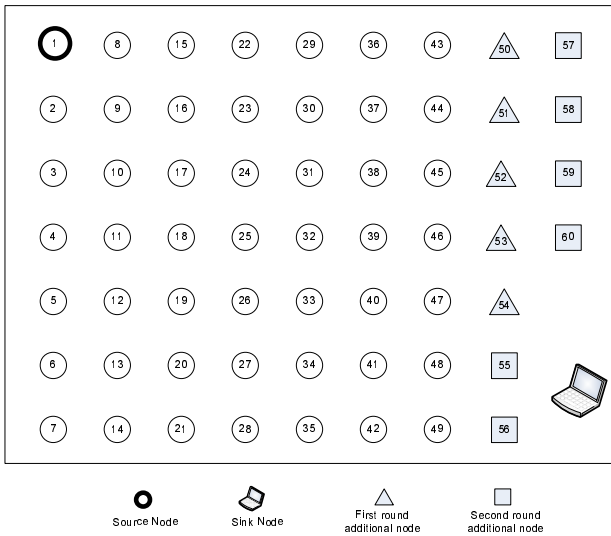 1 8 15 22 29 36 43 50 57
2 9 16 23 30 37 44 51 58
3 10 17 24 31 38 45 52 59
4 11 18 25 32 39 46 53 60
5 12 19 26 33 40 47 54
6 13 20 27 34 41 48 55
7 14 21 28 35 42 49 56
Source Node
Sink Node
First round
additional node
Second round
additional node